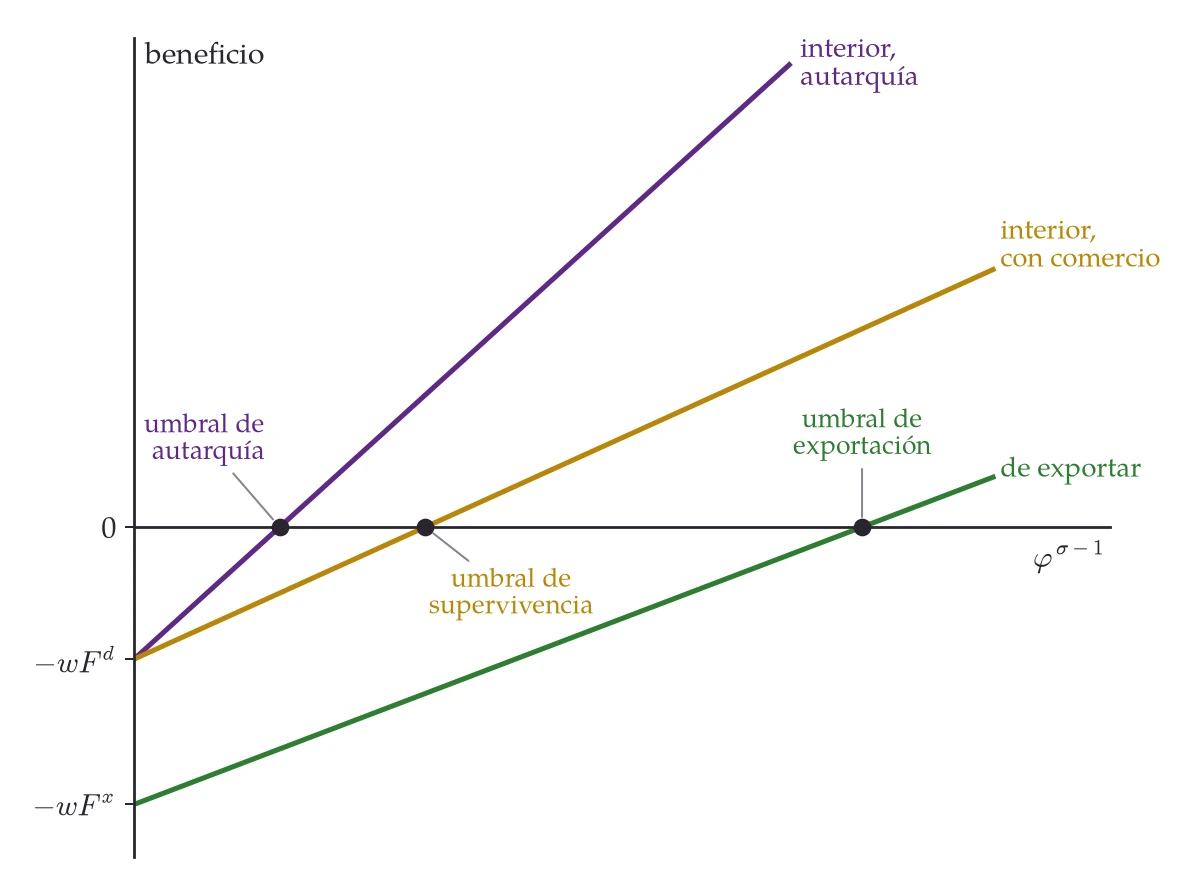 beneficio
interior,
autarquía
interior,
con comercio
umbral de
autarquía
umbral de
exportación
de exportar
0
φ^{σ−1}
umbral de
supervivencia
−wF^d
−wF^x